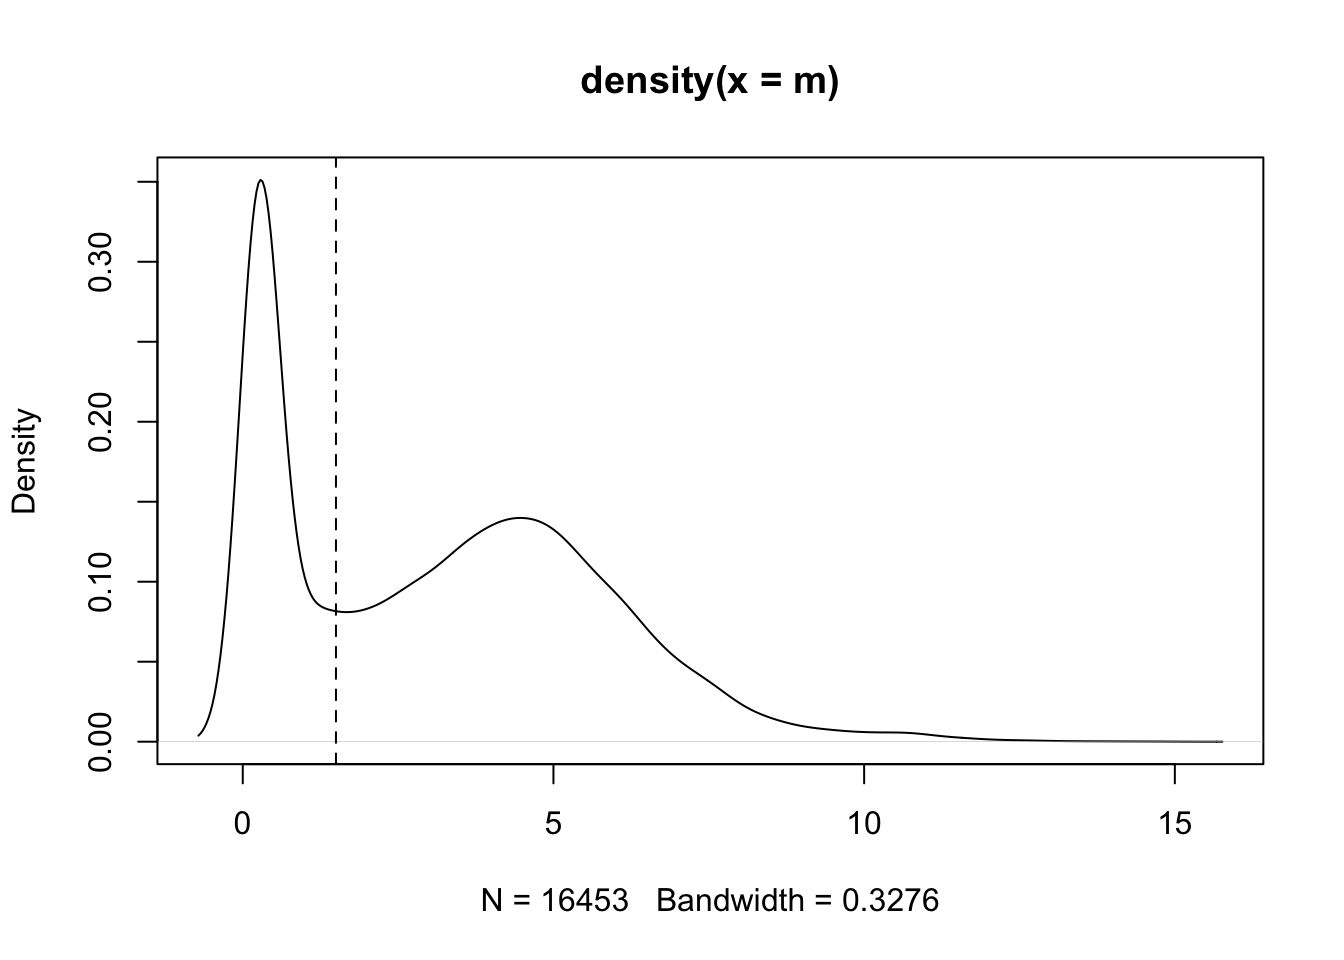 density(x = m)
Density
0.30
0.20
0.10
0.00
0 5 10 15
N = 16453 Bandwidth = 0.3276